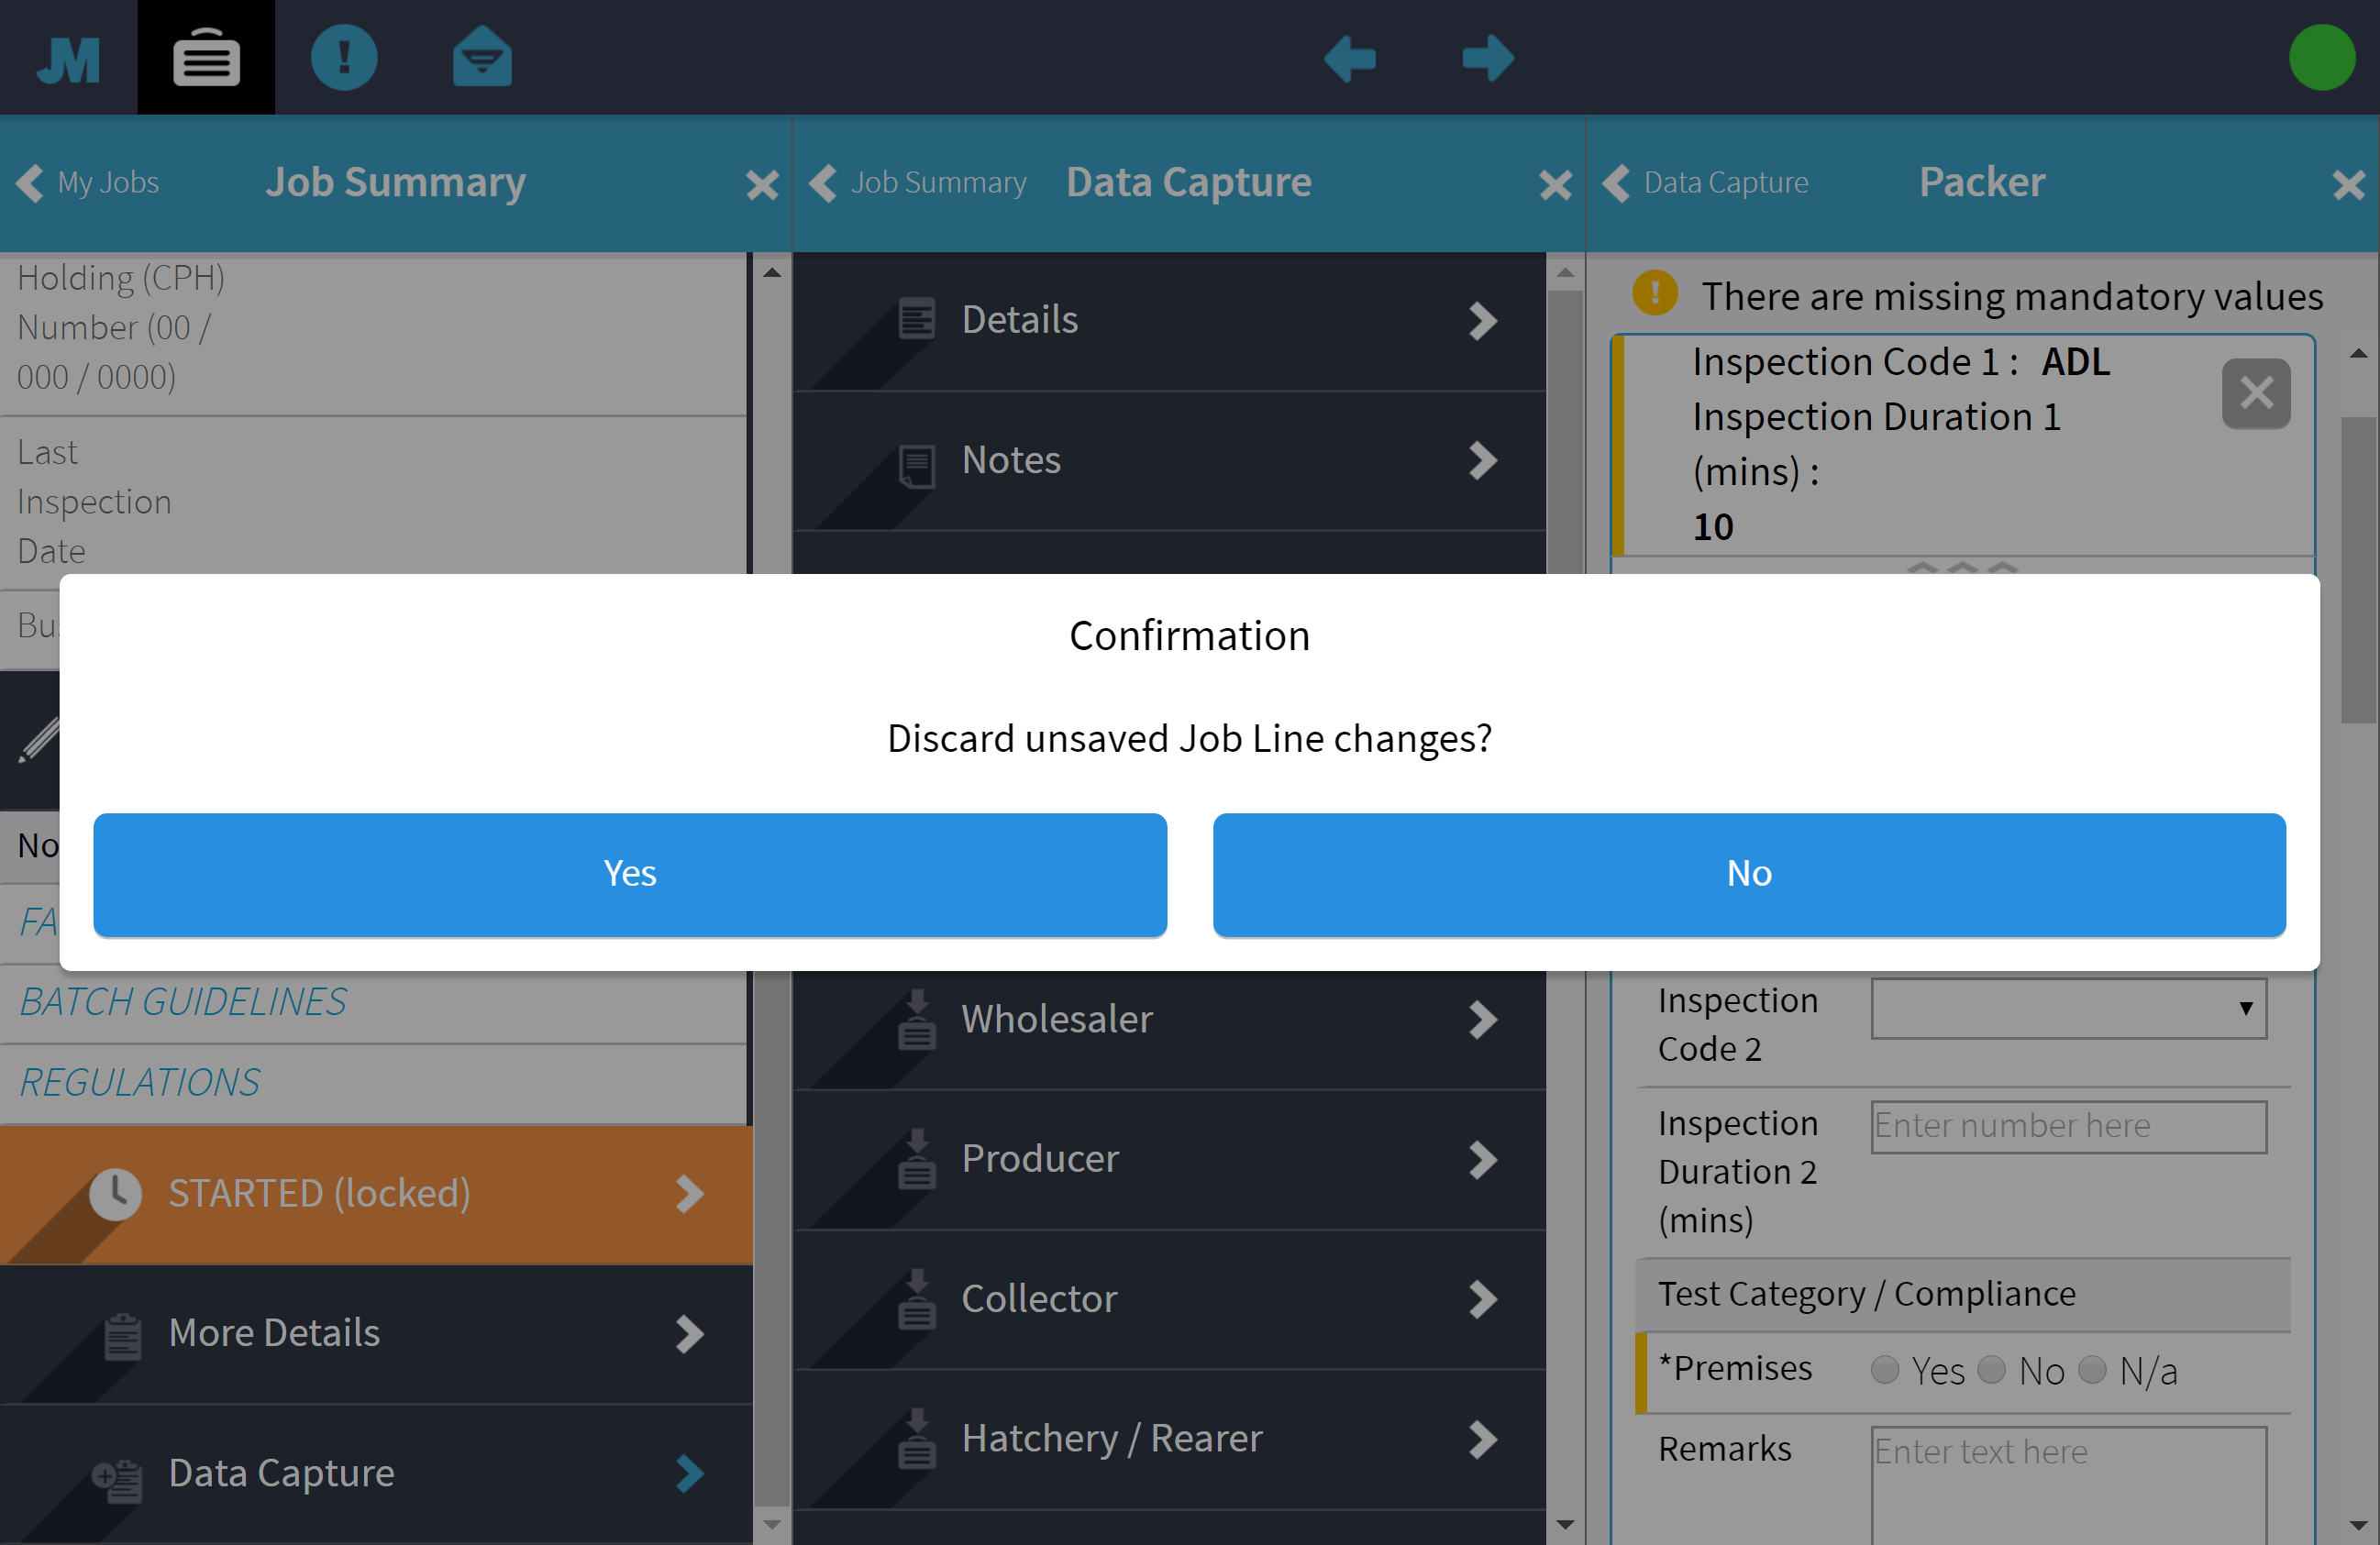 JM
My Jobs
Job Summary
Job Summary
Data Capture
Data Capture
Packer
Holding (CPH)
Number (00 /
000 / 0000)
Last
Inspection
Date
Details
Notes
There are missing mandatory values
Inspection Code 1 : ADL
Inspection Duration 1
(mins) :
10
Confirmation
Discard unsaved Job Line changes?
Yes
No
BATCH GUIDELINES
REGULATIONS
STARTED (locked)
More Details
Data Capture
Wholesaler
Producer
Collector
Hatchery / Rearer
Inspection
Code 2
Inspection
Duration 2
(mins)
Enter number here
Test Category / Compliance
*Premises
Yes No N/a
Remarks
Enter text here